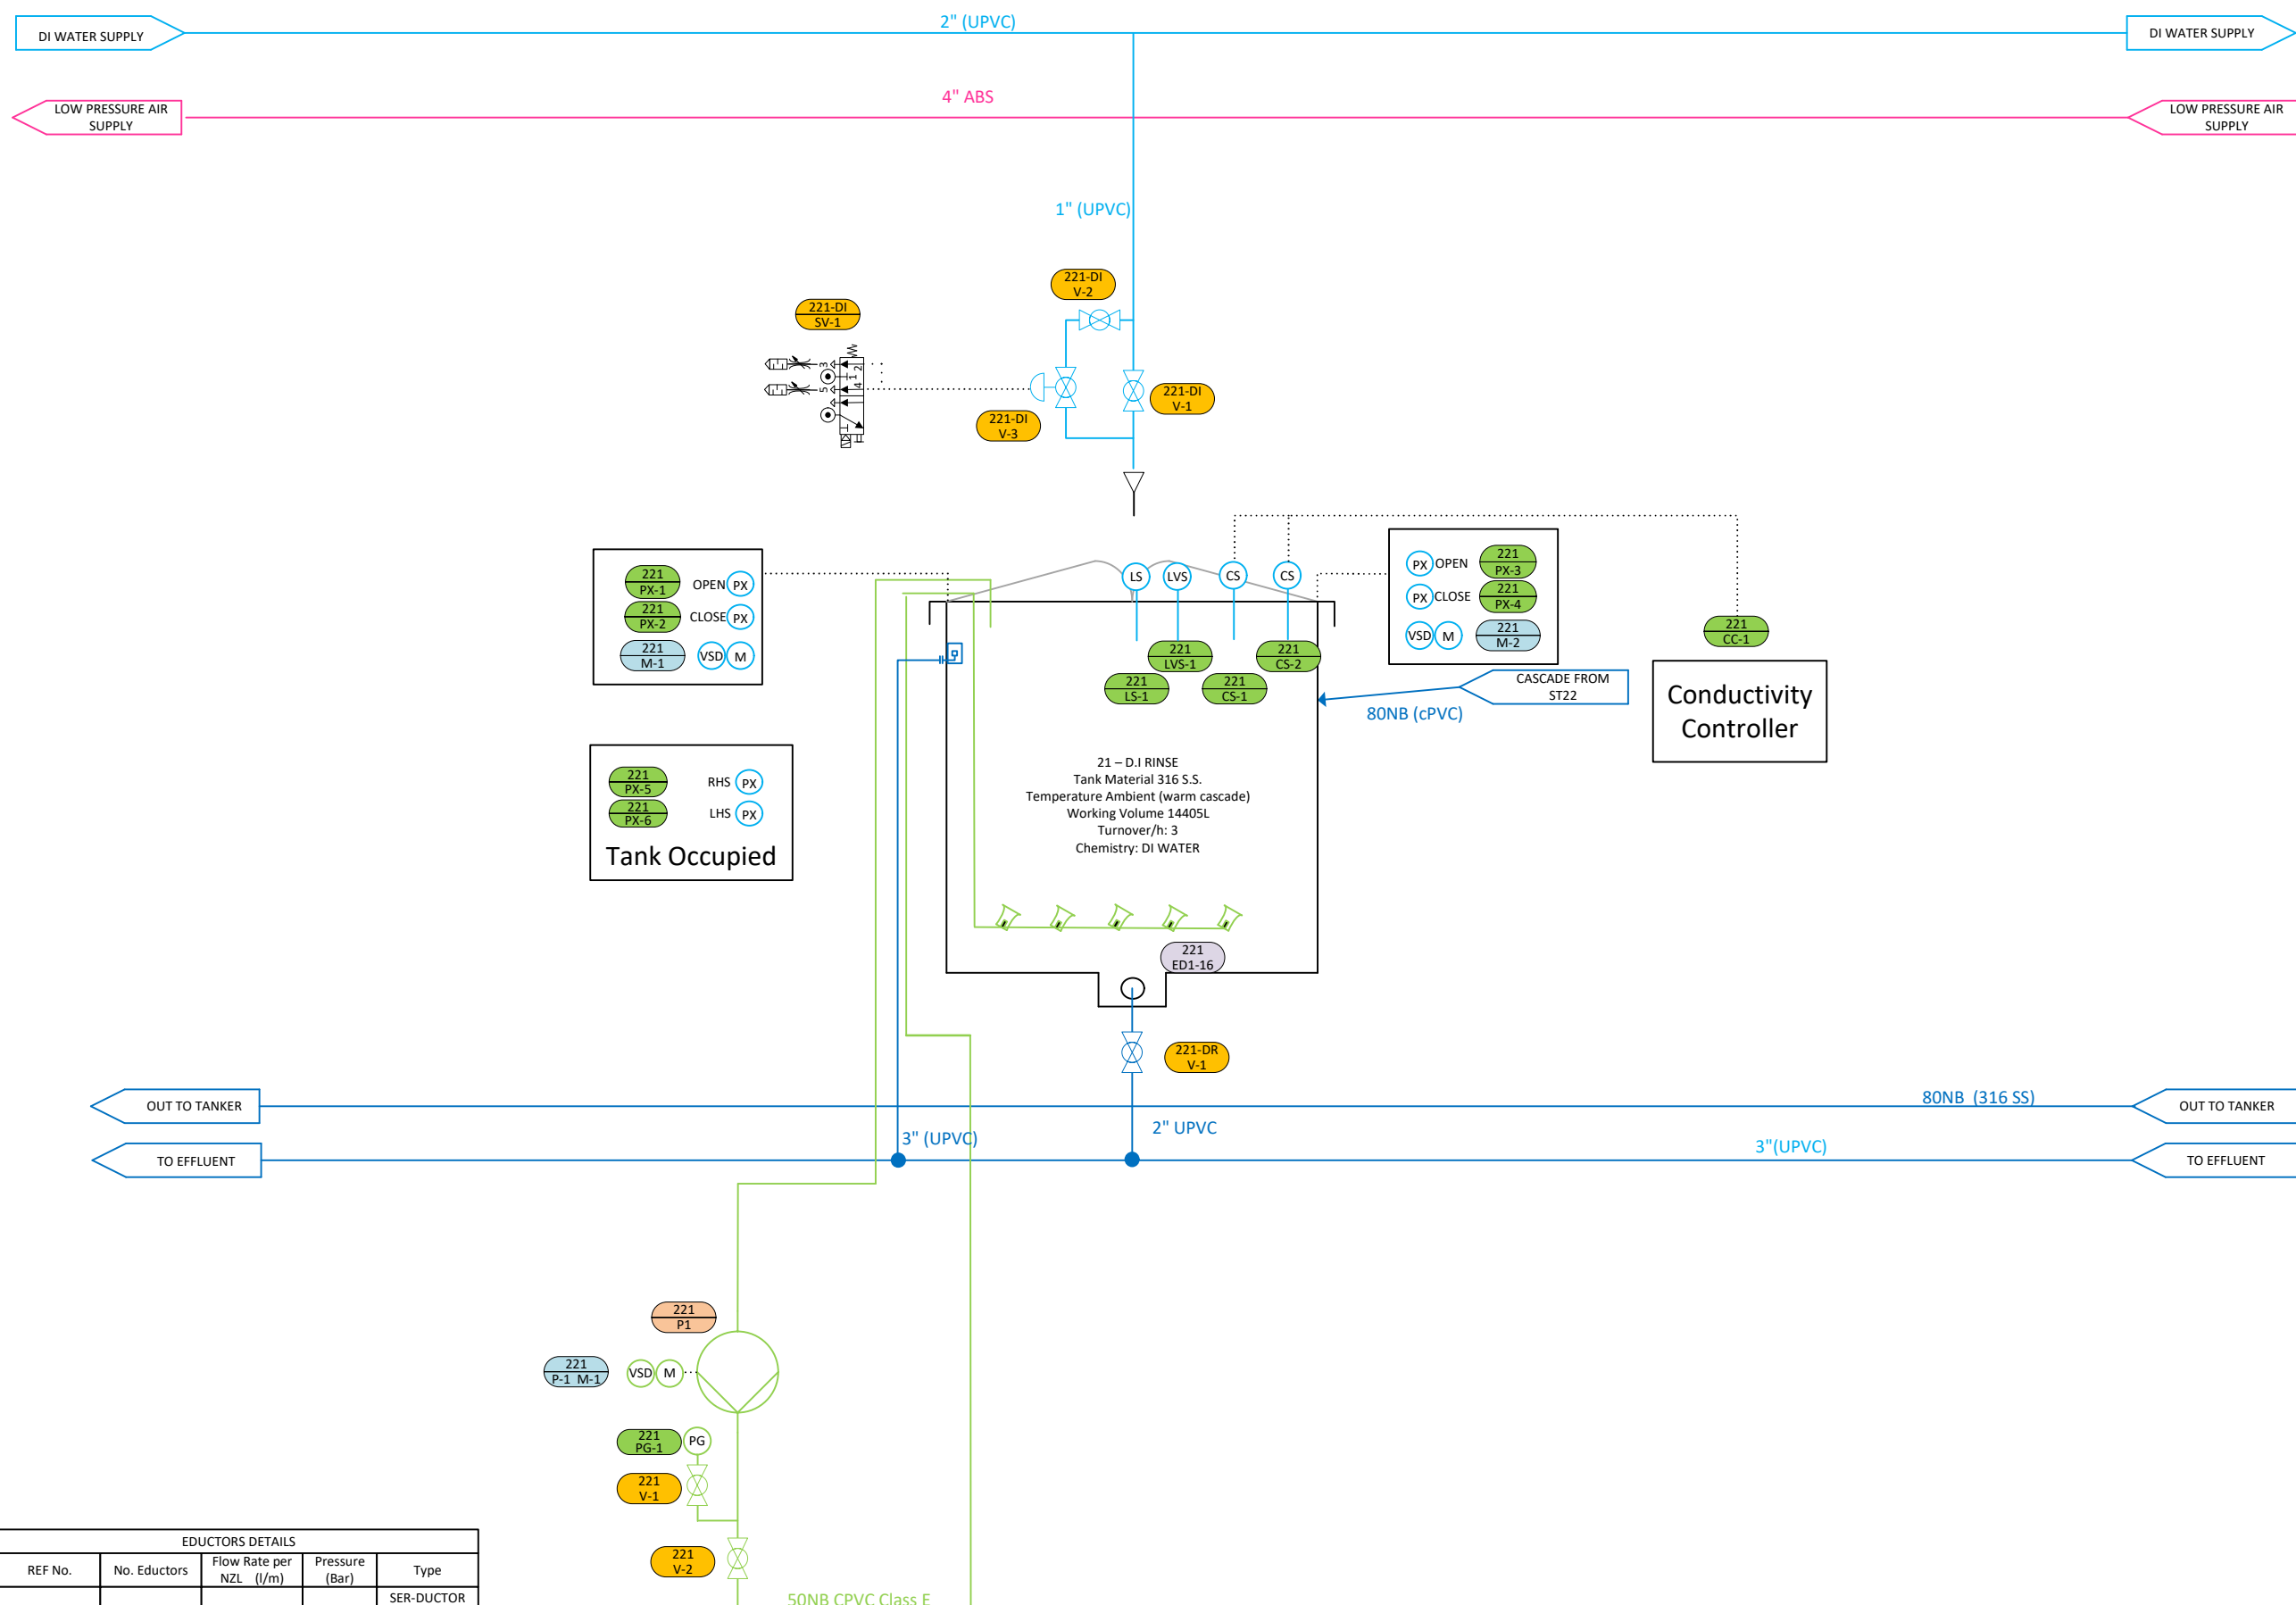 DI WATER SUPPLY
2" (UPVC)
DI WATER SUPPLY
LOW PRESSURE AIR
SUPPLY
4" ABS
LOW PRESSURE AIR
SUPPLY
1" (UPVC)
221-DI
V-2
221-DI
SV-1
3
5
1
2
4
221-DI
V-1
221-DI
V-3
221
PX-1
OPEN PX
221
PX-2
CLOSE PX
221
M-1
VSD M
LS LVS CS CS
PX OPEN
221
PX-3
PX CLOSE
221
PX-4
VSD M
221
M-2
221
CC-1
221
LVS-1
221
CS-2
221
LS-1
221
CS-1
CASCADE FROM
ST22
80NB (cPVC)
Conductivity
Controller
221
PX-5
RHS PX
221
PX-6
LHS PX
Tank Occupied
21 – D.I RINSE
Tank Material 316 S.S.
Temperature Ambient (warm cascade)
Working Volume 14405L
Turnover/h: 3
Chemistry: DI WATER
221
ED1-16
221-DR
V-1
OUT TO TANKER
80NB (316 SS)
OUT TO TANKER
3" (UPVC)
2" UPVC
3"(UPVC)
TO EFFLUENT
TO EFFLUENT
221
P1
221
P-1 M-1
VSD M
221
PG-1
PG
221
V-1
221
V-2
50NB CPVC Class E
EDUCTORS DETAILS
REF No.
No. Eductors
Flow Rate per
NZL (l/m)
Pressure
(Bar)
Type
SER-DUCTOR